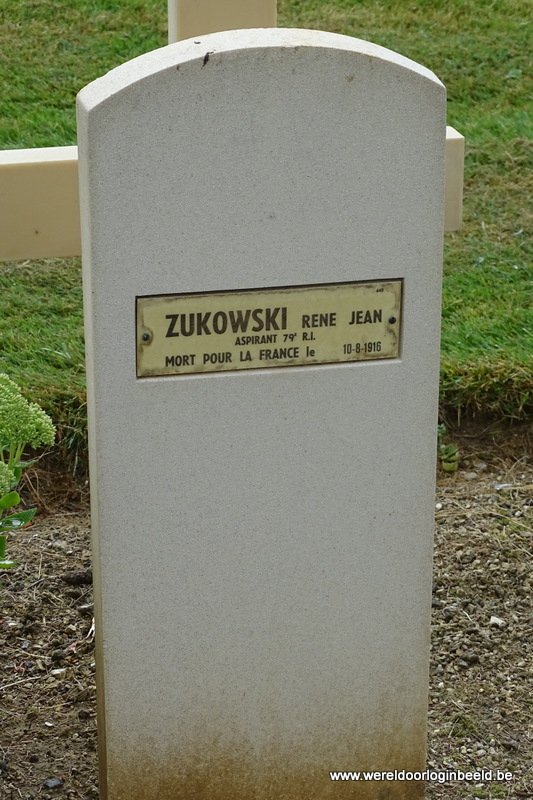 ZUKOWSKI RENE JEAN
ASPIRANT 79e R.I.
MORT POUR LA FRANCE le 10-8-1916
www.wereldoorloginbeeld.be